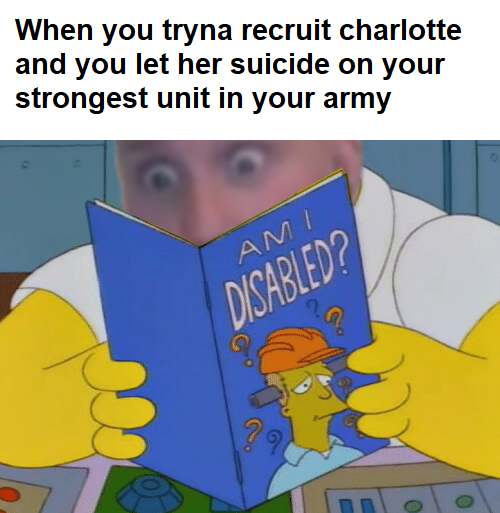 When you tryna recruit charlotte
and you let her suicide on your
strongest unit in your army
AM I
DISABLED?
? ?
?
?
? ?